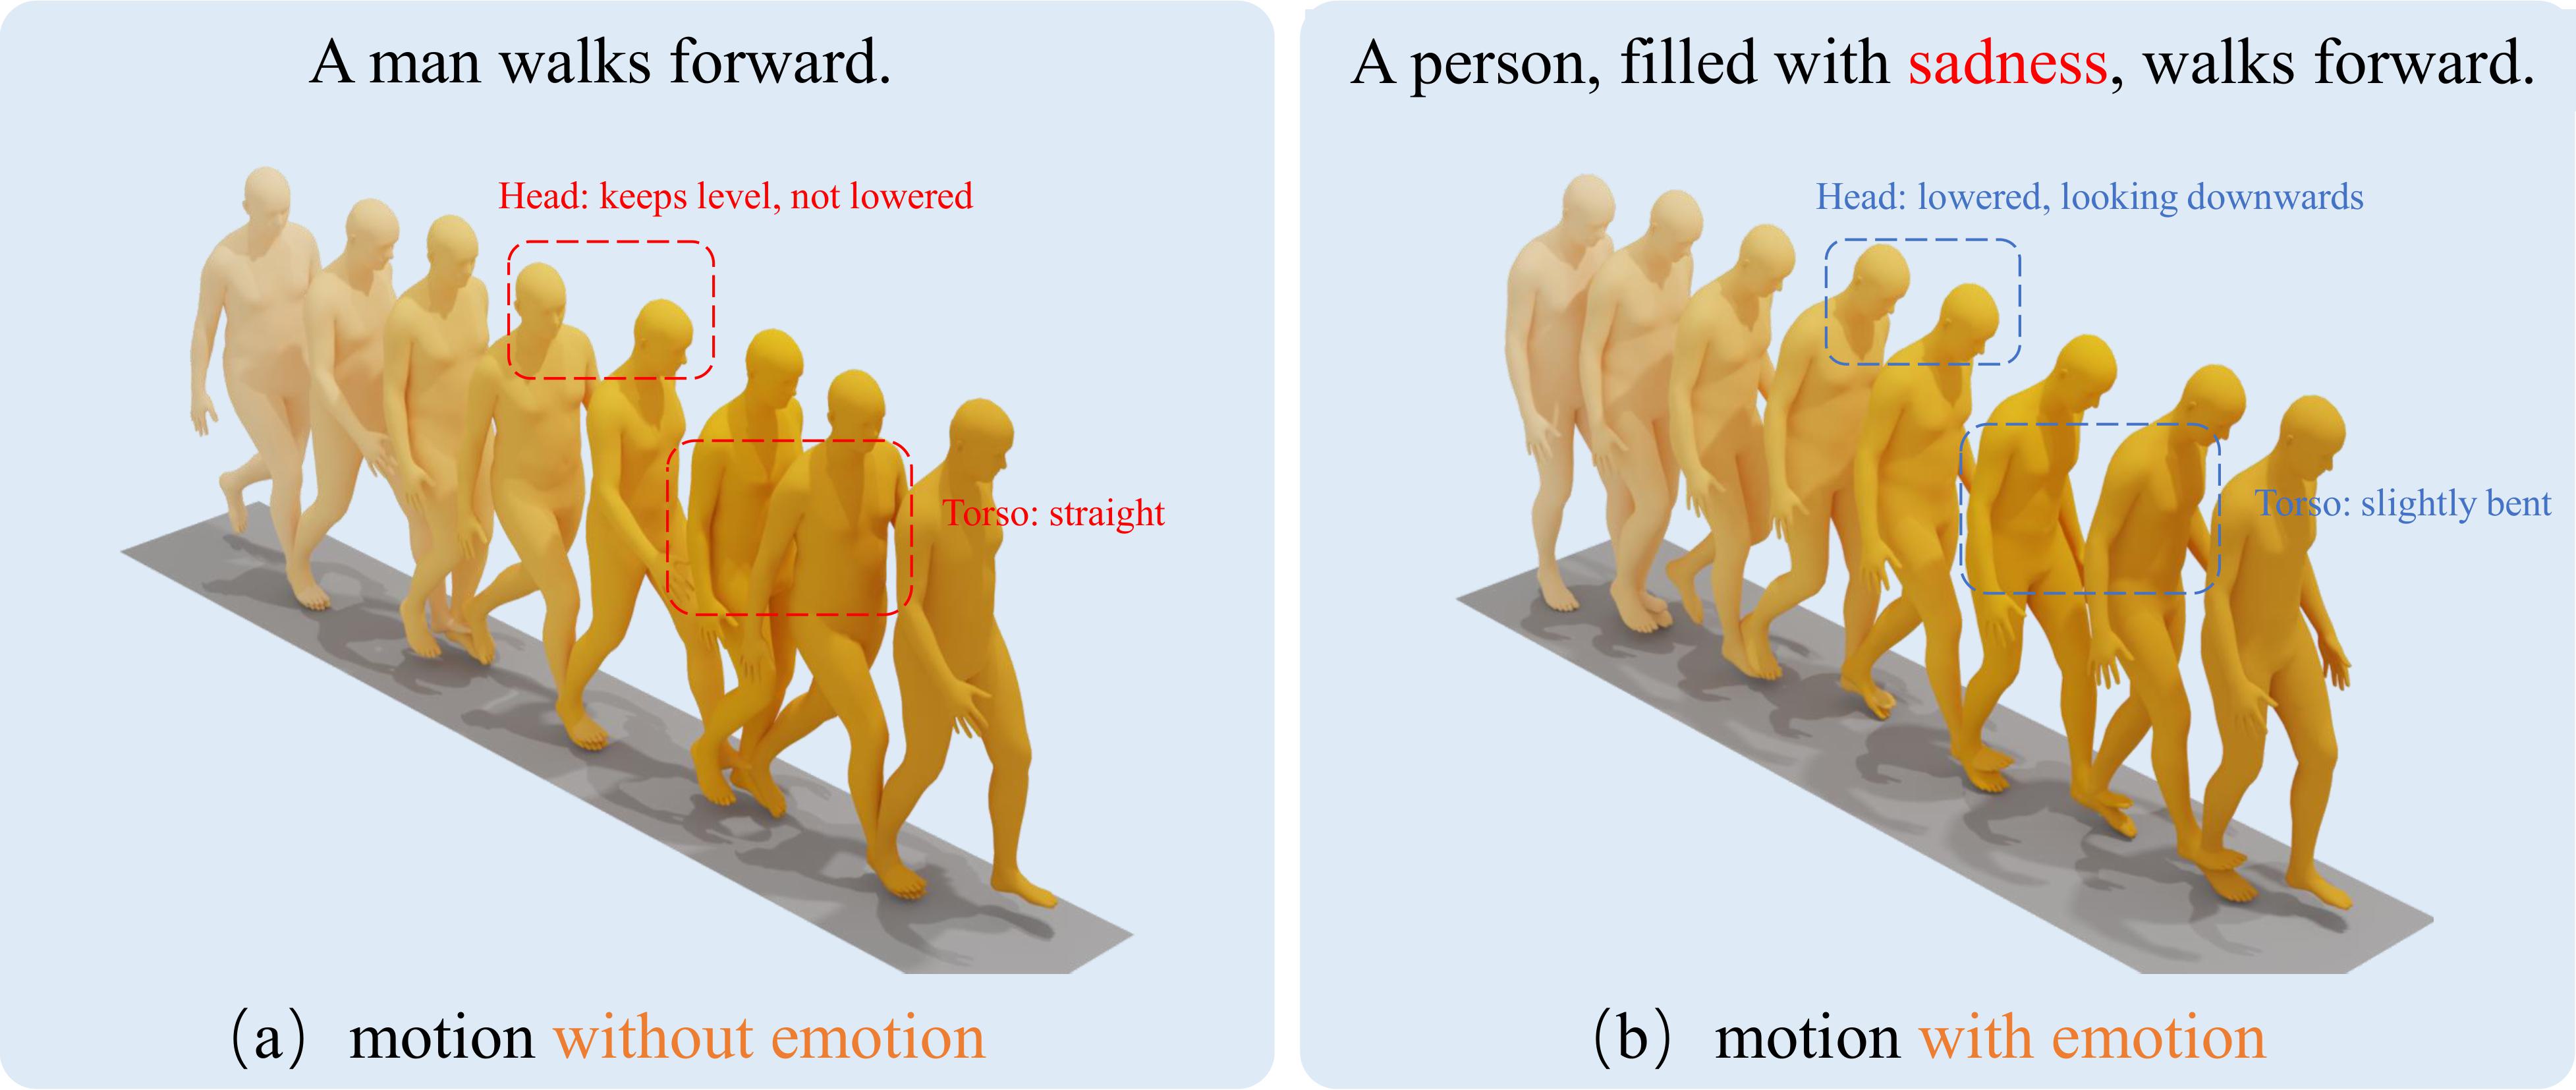 A man walks forward.
Head: keeps level, not lowered
Torso: straight
(a) motion without emotion
A person, filled with sadness, walks forward.
Head: lowered, looking downwards
Torso: slightly bent
(b) motion with emotion